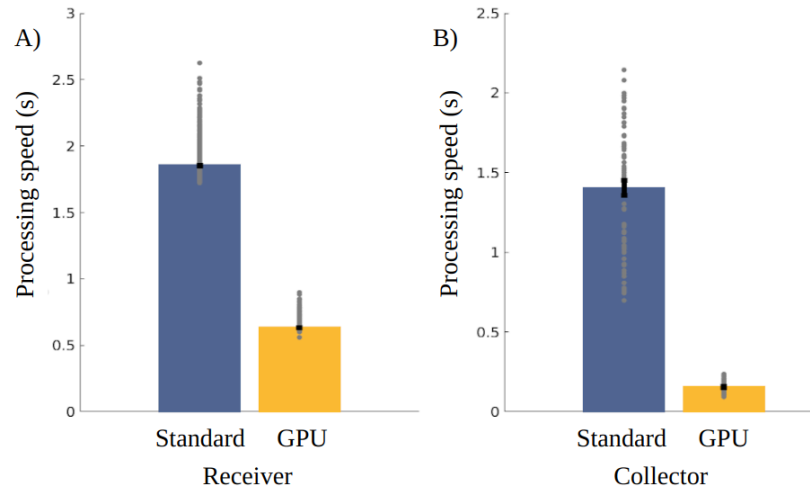 A)
Processing speed (s)
3
2.5
2
1.5
1
0.5
0
Standard GPU
Receiver
B)
Processing speed (s)
2.5
2
1.5
1
0.5
0
Standard GPU
Collector